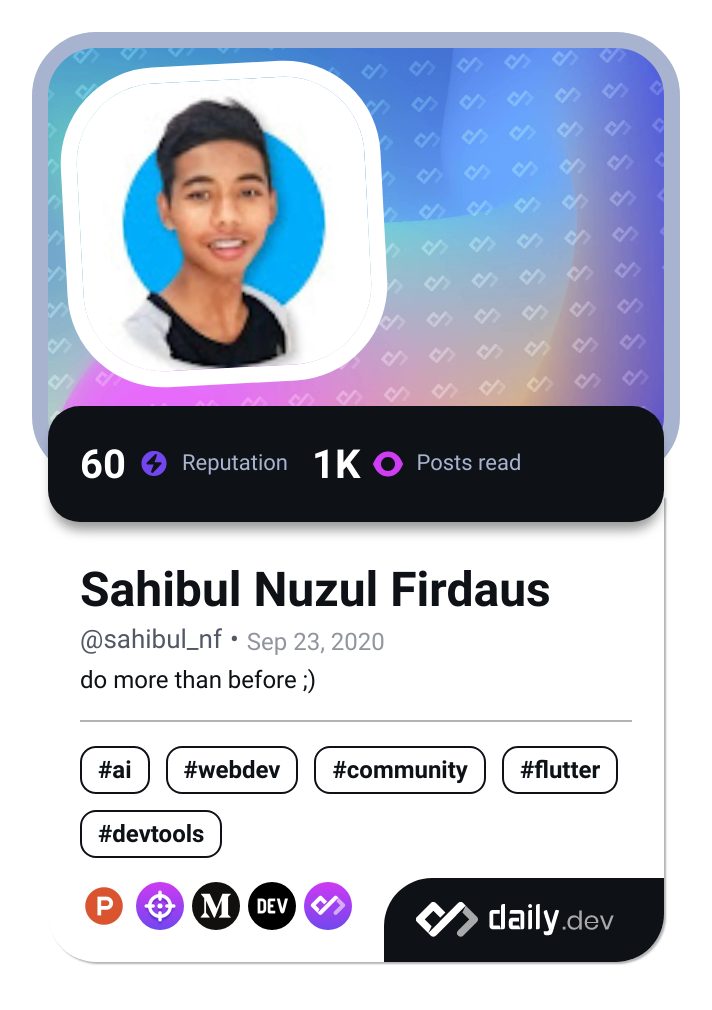 60 Reputation 1K Posts read
Sahibul Nuzul Firdaus
@sahibul_nf • Sep 23, 2020
do more than before ;)
#ai #webdev #community #flutter
#devtools
P M DEV daily.dev